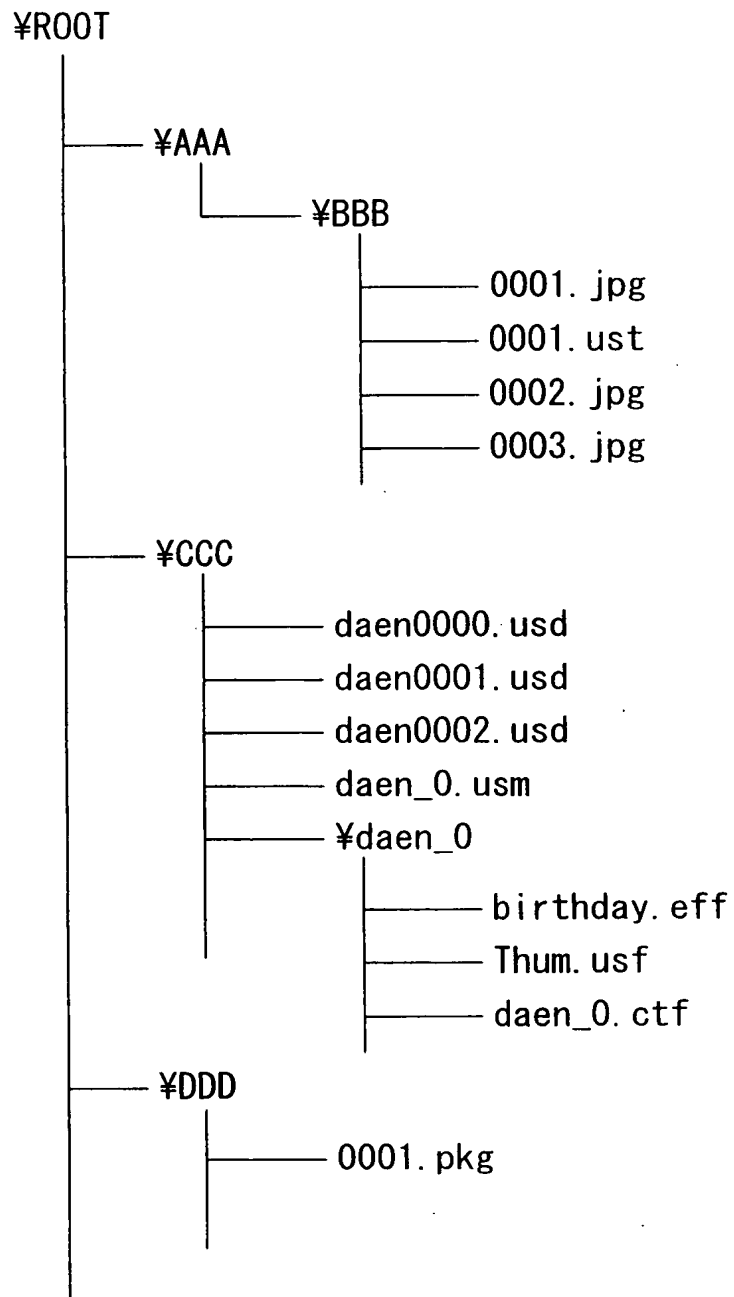 ¥ROOT
¥AAA
¥BBB
0001.jpg
0001.ust
0002.jpg
0003.jpg
¥CCC
daen0000.usd
daen0001.usd
daen0002.usd
daen_0.usm
¥daen_0
birthday.eff
Thum.usf
daen_0.ctf
¥DDD
0001.pkg